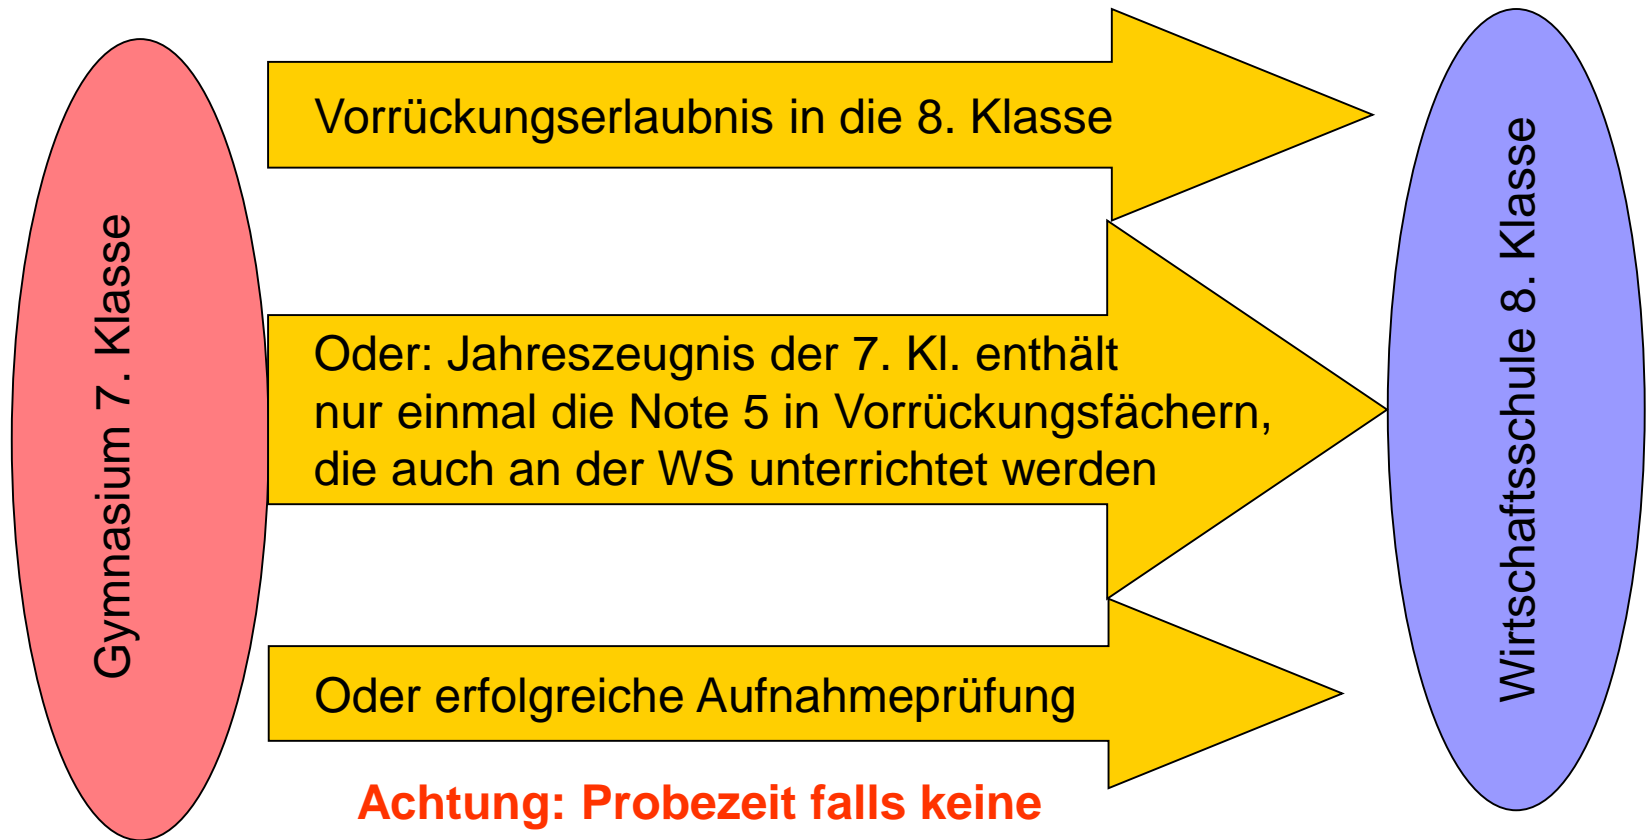 Gymnasium 7. Klasse
Vorrückungserlaubnis in die 8. Klasse
Oder: Jahreszeugnis der 7. Kl. enthält
nur einmal die Note 5 in Vorrückungsfächern,
die auch an der WS unterrichtet werden
Oder erfolgreiche Aufnahmeprüfung
Achtung: Probezeit falls keine
Wirtschaftsschule 8. Klasse